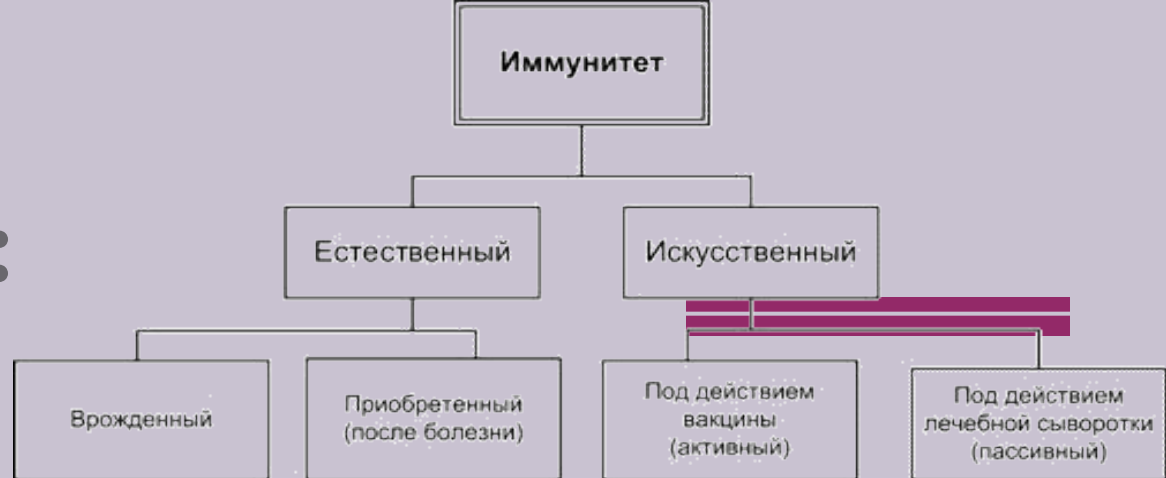 Иммунитет
Естественный
Искусственный
Врожденный
Приобретенный
(после болезни)
Под действием
вакцины
(активный)
Под действием
лечебной сыворотки
(пассивный)